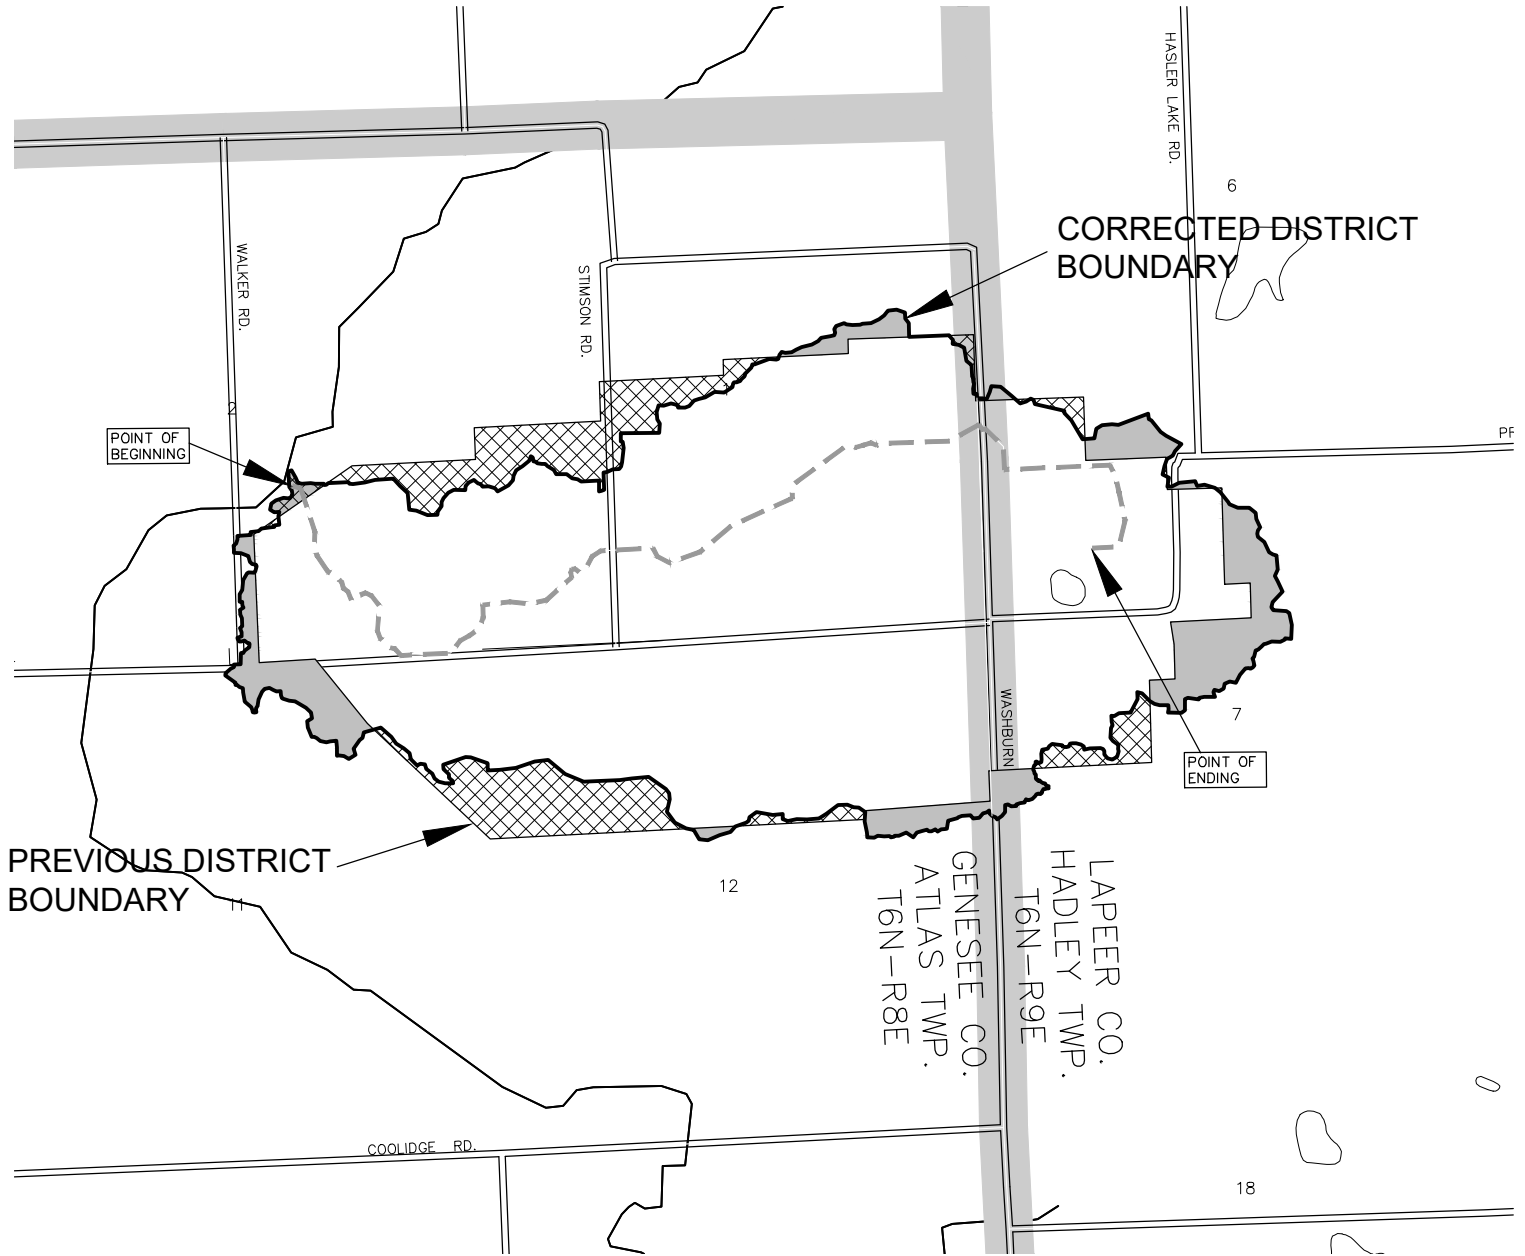 HASLER LAKE RD.
6
CORRECTED DISTRICT
BOUNDARY
WALKER RD.
STIMSON RD.
2
POINT OF
BEGINNING
PR
7
WASHBURN
POINT OF
ENDING
PREVIOUS DISTRICT
BOUNDARY
11
12
LAPEER CO.
HADLEY TWP.
T6N-R9E
GENESEE CO.
ATLAS TWP.
T6N-R8E
COOLIDGE RD.
18